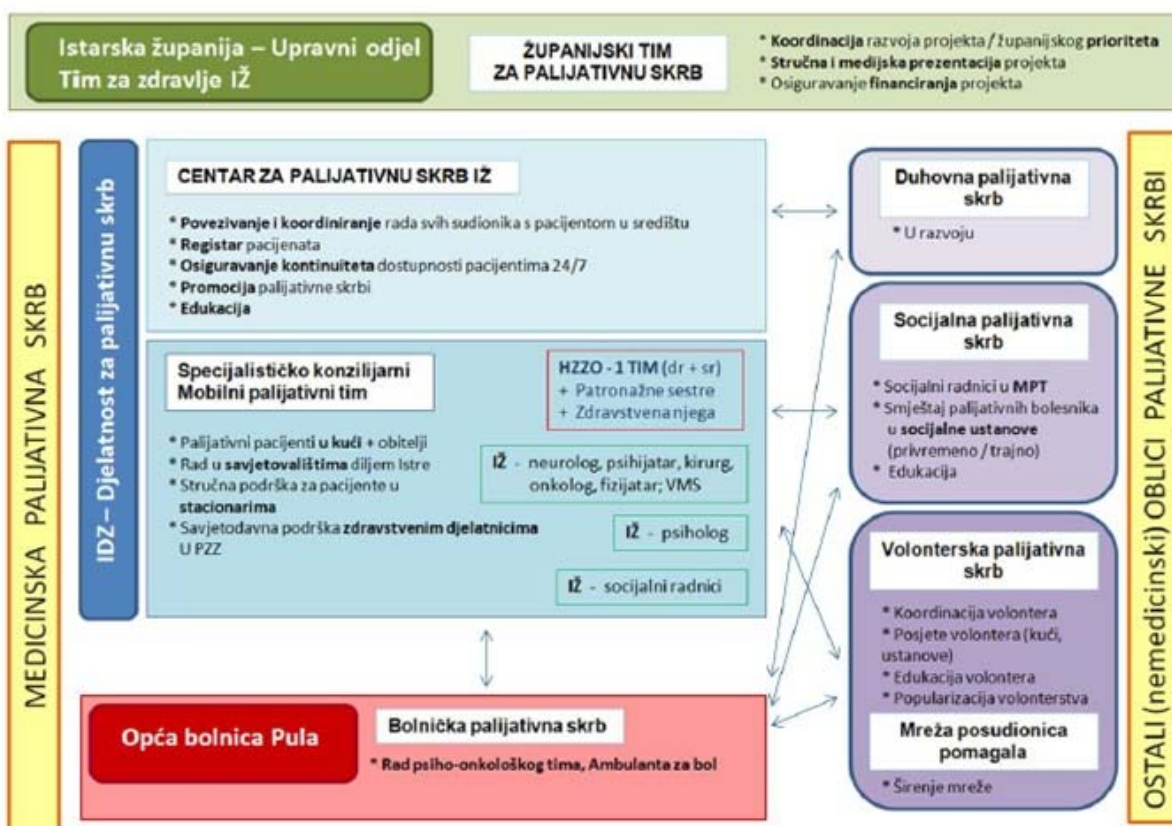 Istarska županija – Upravni odjel
Tim za zdravlje IŽ
ŽUPANIJSKI TIM
ZA PALIJATIVNU SKRB
* Koordinacija razvoja projekta / županijskog prioriteta
* Stručna i medijska prezentacija projekta
* Osiguravanje financiranja projekta
MEDICINSKA PALIJATIVNA SKRB
IDZ – Djelatnost za palijativnu skrb
CENTAR ZA PALIJATIVNU SKRB IŽ
* Povezivanje i koordiniranje rada svih sudionika s pacijentom u središtu
* Registar pacijenata
* Osiguravanje kontinuiteta dostupnosti pacijentima 24/7
* Promocija palijativne skrbi
* Edukacija
Specijalističko konzilijarni
Mobilni palijativni tim
* Palijativni pacijenti u kući + obitelji
* Rad u savjetovalištima diljem Istre
* Stručna podrška za pacijente u
stacionarima
* Savjetodavna podrška zdravstvenim djelatnicima
U PZZ
HZZO - 1 TIM (dr + sr)
+ Patronažne sestre
+ Zdravstvena njega
IŽ - neurolog, psihijatar, kirurg,
onkolog, fizijatar; VMS
IŽ - psiholog
IŽ - socijalni radnici
Opća bolnica Pula
Bolnička palijativna skrb
* Rad psiho-onkološkog tima, Ambulanta za bol
Duhovna palijativna
skrb
* U razvoju
Socijalna palijativna
skrb
* Socijalni radnici u MPT
* Smještaj palijativnih bolesnika
u socijalne ustanove
(privremeno / trajno)
* Edukacija
Volonterska palijativna
skrb
* Koordinacija volontera
* Posjete volontera (kući,
ustanove)
* Edukacija volontera
* Popularizacija volonterstva
Mreža posudionica
pomagala
* Širenje mreže
OSTALI (nemedicinski) OBLICI PALIJATIVNE SKRBI